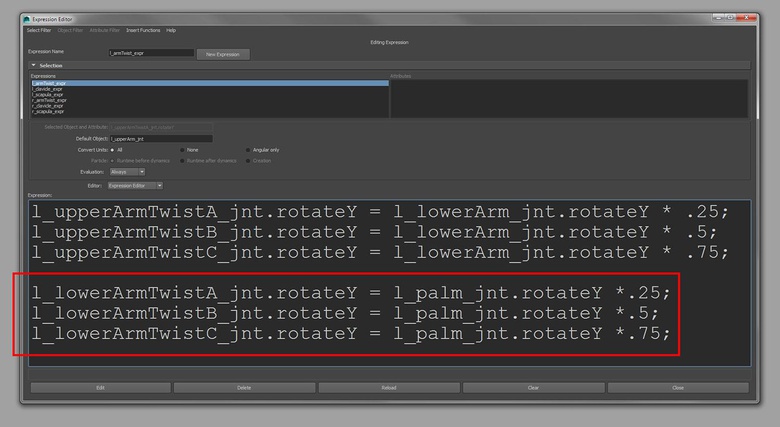 Expression Editor
Select Filter Object Filter Attribute Filter Insert Functions Help
Editing Expression
Expression Name l_armTwist_expr New Expression
Selection
Expressions Attributes
l_armTwist_expr
l_clavicle_expr
l_scapula_expr
r_armTwist_expr
r_clavicle_expr
r_scapula_expr
Selected Object and Attribute:
Default Object: l_upperArm_jnt
Convert Units: All None Angular only
Particle: Runtime before dynamics Runtime after dynamics Creation
Evaluation: Always
Editor: Expression Editor
Expression:
l_upperArmTwistA_jnt.rotateY = l_lowerArm_jnt.rotateY * .25;
l_upperArmTwistB_jnt.rotateY = l_lowerArm_jnt.rotateY * .5;
l_upperArmTwistC_jnt.rotateY = l_lowerArm_jnt.rotateY * .75;
l_lowerArmTwistA_jnt.rotateY = l_palm_jnt.rotateY *.25;
l_lowerArmTwistB_jnt.rotateY = l_palm_jnt.rotateY *.5;
l_lowerArmTwistC_jnt.rotateY = l_palm_jnt.rotateY *.75;
Edit Delete Reload Clear Close